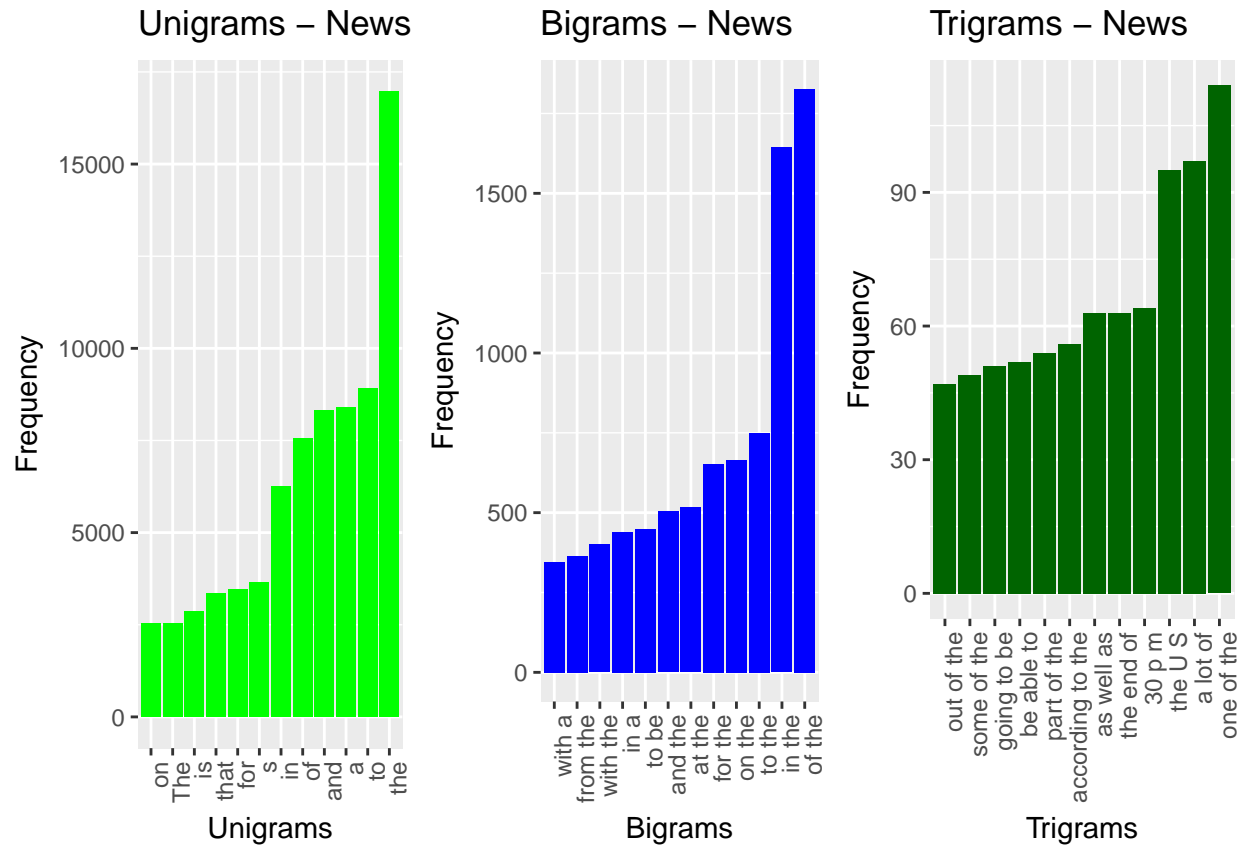 Unigrams – News
Frequency
15000
10000
5000
0
on
The
is
that
for
s
in
of
and
a
to
the
Unigrams
Bigrams – News
Frequency
1500
1000
500
0
with a
from the
with the
in a
to be
and the
at the
for the
on the
to the
in the
of the
Bigrams
Trigrams – News
Frequency
90
60
30
0
out of the
some of the
going to be
be able to
part of the
according to the
as well as
the end of
30 p m
the U S
a lot of
one of the
Trigrams